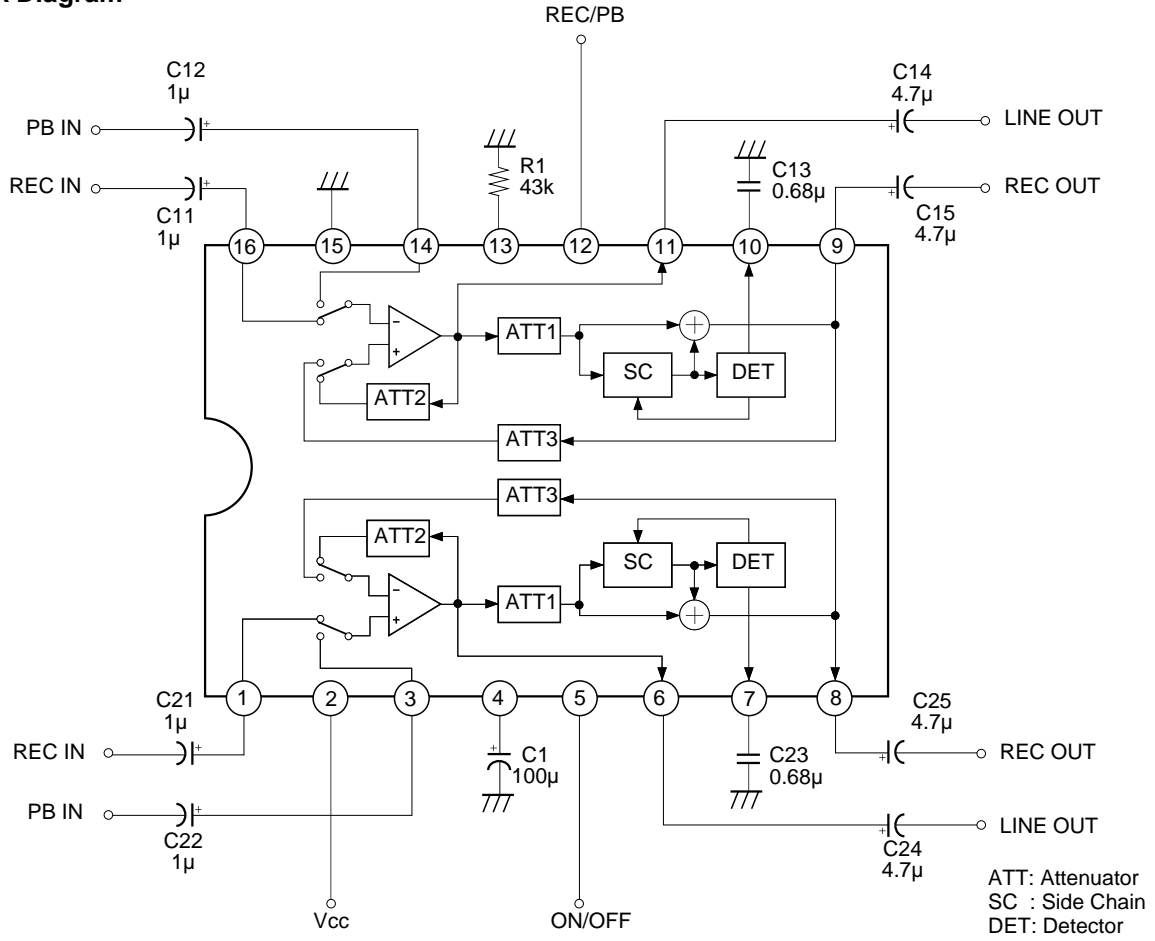 REC/PB
C12
1µ
C14
4.7µ
PB IN
LINE OUT
R1
43k
C13
0.68µ
REC IN
REC OUT
C11
1µ
C15
4.7µ
16
15
14
13
12
11
10
9
−
+
ATT1
SC
DET
ATT2
ATT3
ATT3
ATT2
SC
DET
−
+
ATT1
1
2
3
4
5
6
7
8
C21
1µ
C25
4.7µ
REC IN
C1
100µ
C23
0.68µ
REC OUT
PB IN
LINE OUT
C22
1µ
C24
4.7µ
Vcc
ON/OFF
ATT: Attenuator
SC : Side Chain
DET: Detector